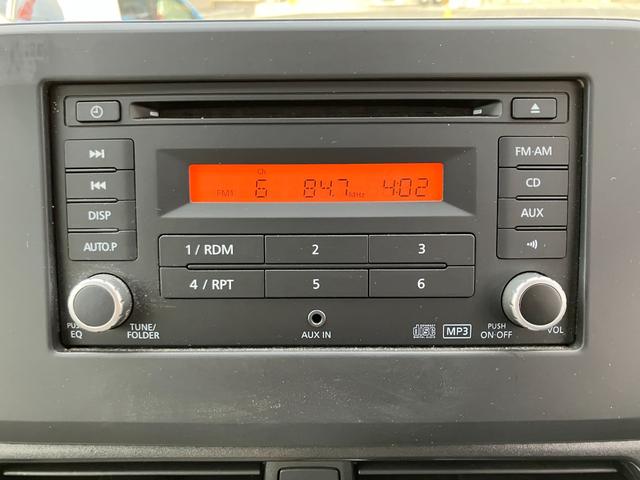 FM·AM
Ch
FM1 6 84.7 MHz 4:02
CD
DISP
AUX
AUTO.P
1 / RDM 2 3
4 / RPT 5 6
PUSH EQ
TUNE/
FOLDER
AUX IN
MP3
PUSH
ON·OFF
VOL